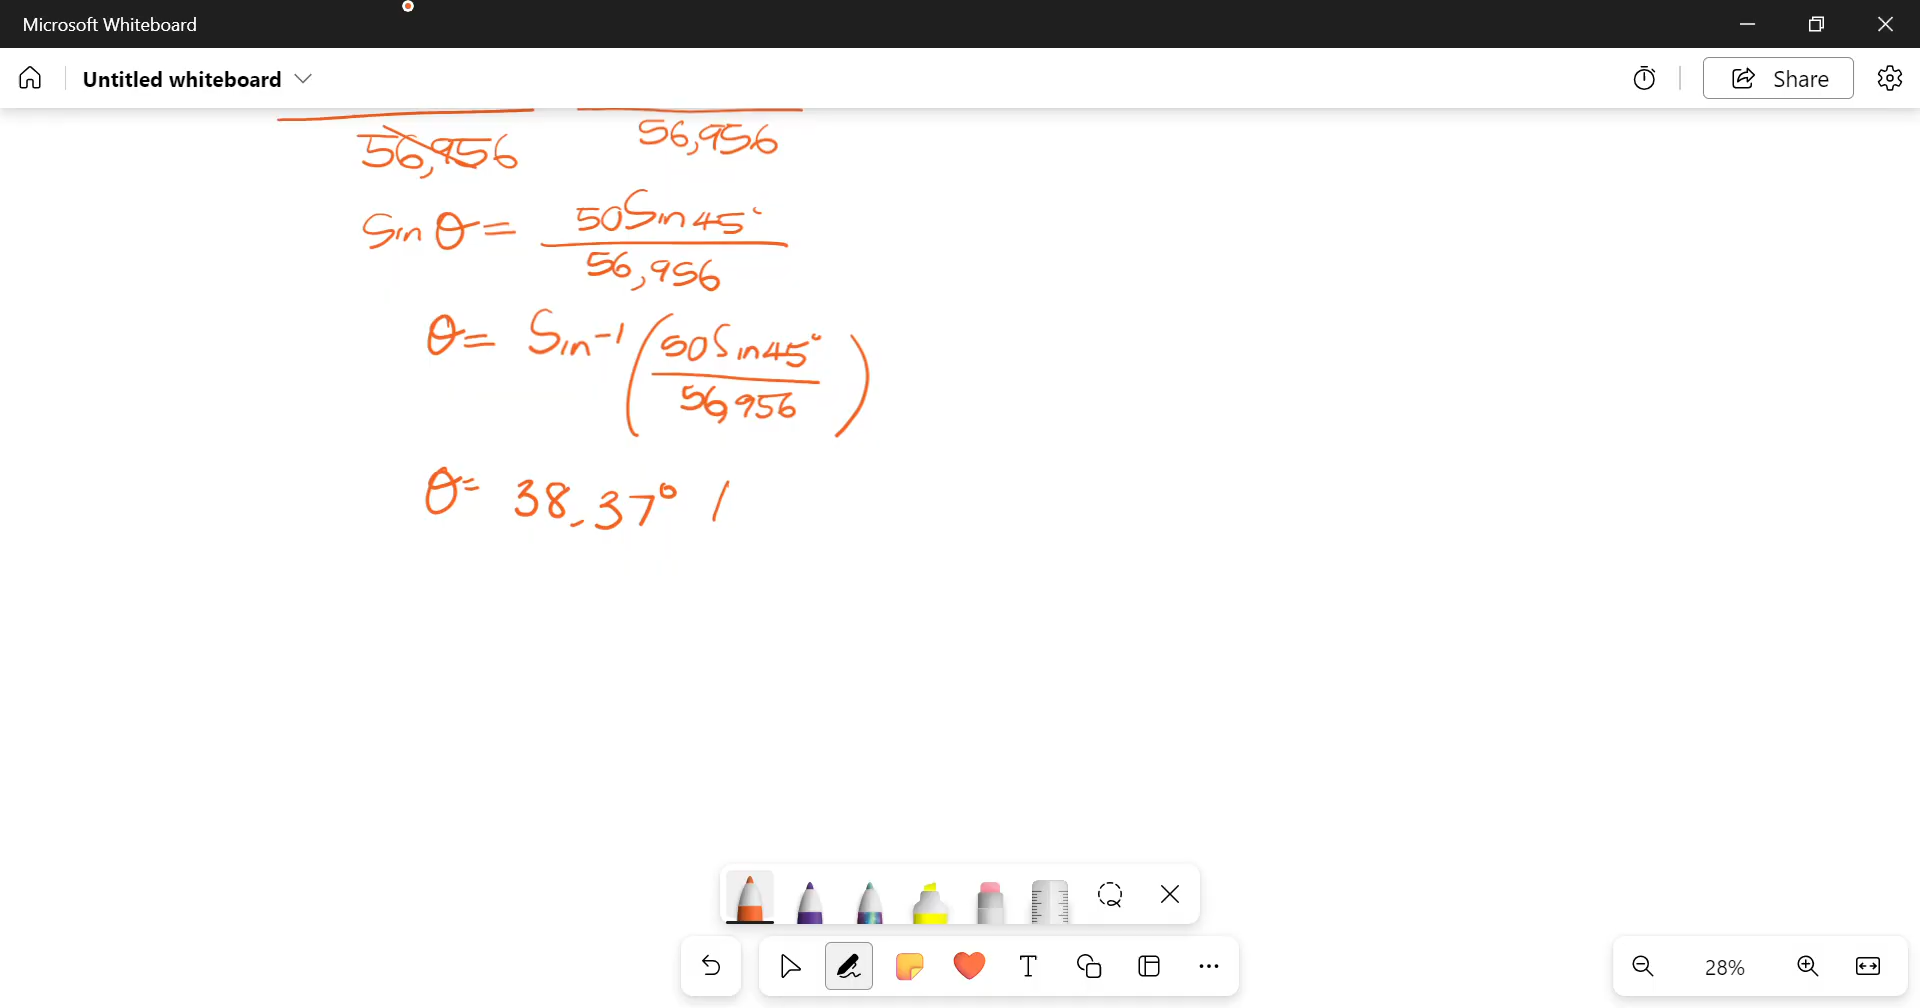 Microsoft Whiteboard
Untitled whiteboard
Share
56,956 56,956
Sin θ = 50 Sin 45° / 56,956
θ = Sin⁻¹ ( 50 Sin 45° / 56,956 )
θ = 38,37° /
T
28%